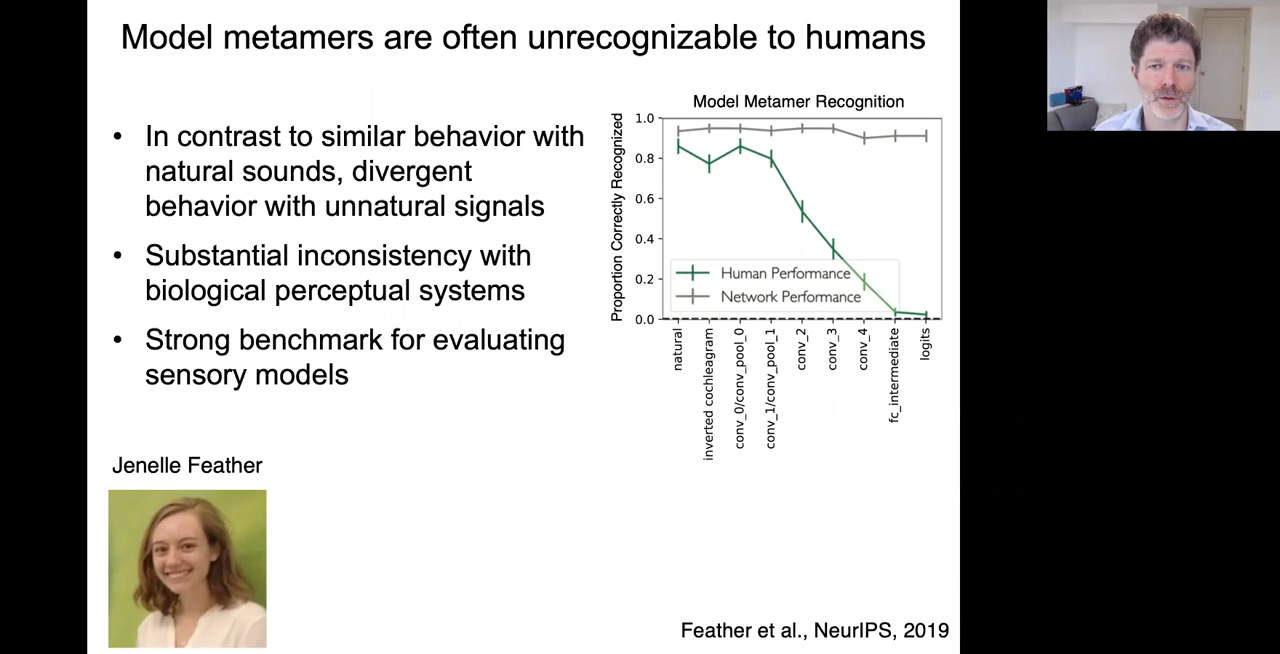 Model metamers are often unrecognizable to humans
• In contrast to similar behavior with
natural sounds, divergent
behavior with unnatural signals
• Substantial inconsistency with
biological perceptual systems
• Strong benchmark for evaluating
sensory models
Jenelle Feather
Model Metamer Recognition
Proportion Correctly Recognized
1.0
0.8
0.6
0.4
0.2
0.0
Human Performance
Network Performance
natural
inverted cochleagram
conv_0/conv_pool_0
conv_1/conv_pool_1
conv_2
conv_3
conv_4
fc_intermediate
logits
Feather et al., NeurIPS, 2019